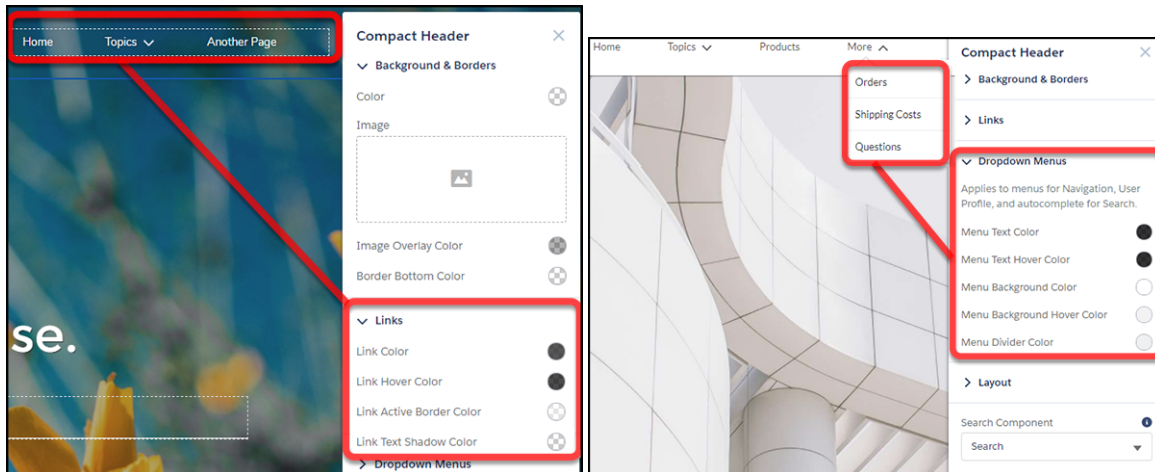 Home
Topics
Another Page
se.
Compact Header
Background & Borders
Color
Image
Image Overlay Color
Border Bottom Color
Links
Link Color
Link Hover Color
Link Active Border Color
Link Text Shadow Color
Dropdown Menus
Home
Topics
Products
More
Orders
Shipping Costs
Questions
Compact Header
Background & Borders
Links
Dropdown Menus
Applies to menus for Navigation, User
Profile, and autocomplete for Search.
Menu Text Color
Menu Text Hover Color
Menu Background Color
Menu Background Hover Color
Menu Divider Color
Layout
Search Component
Search